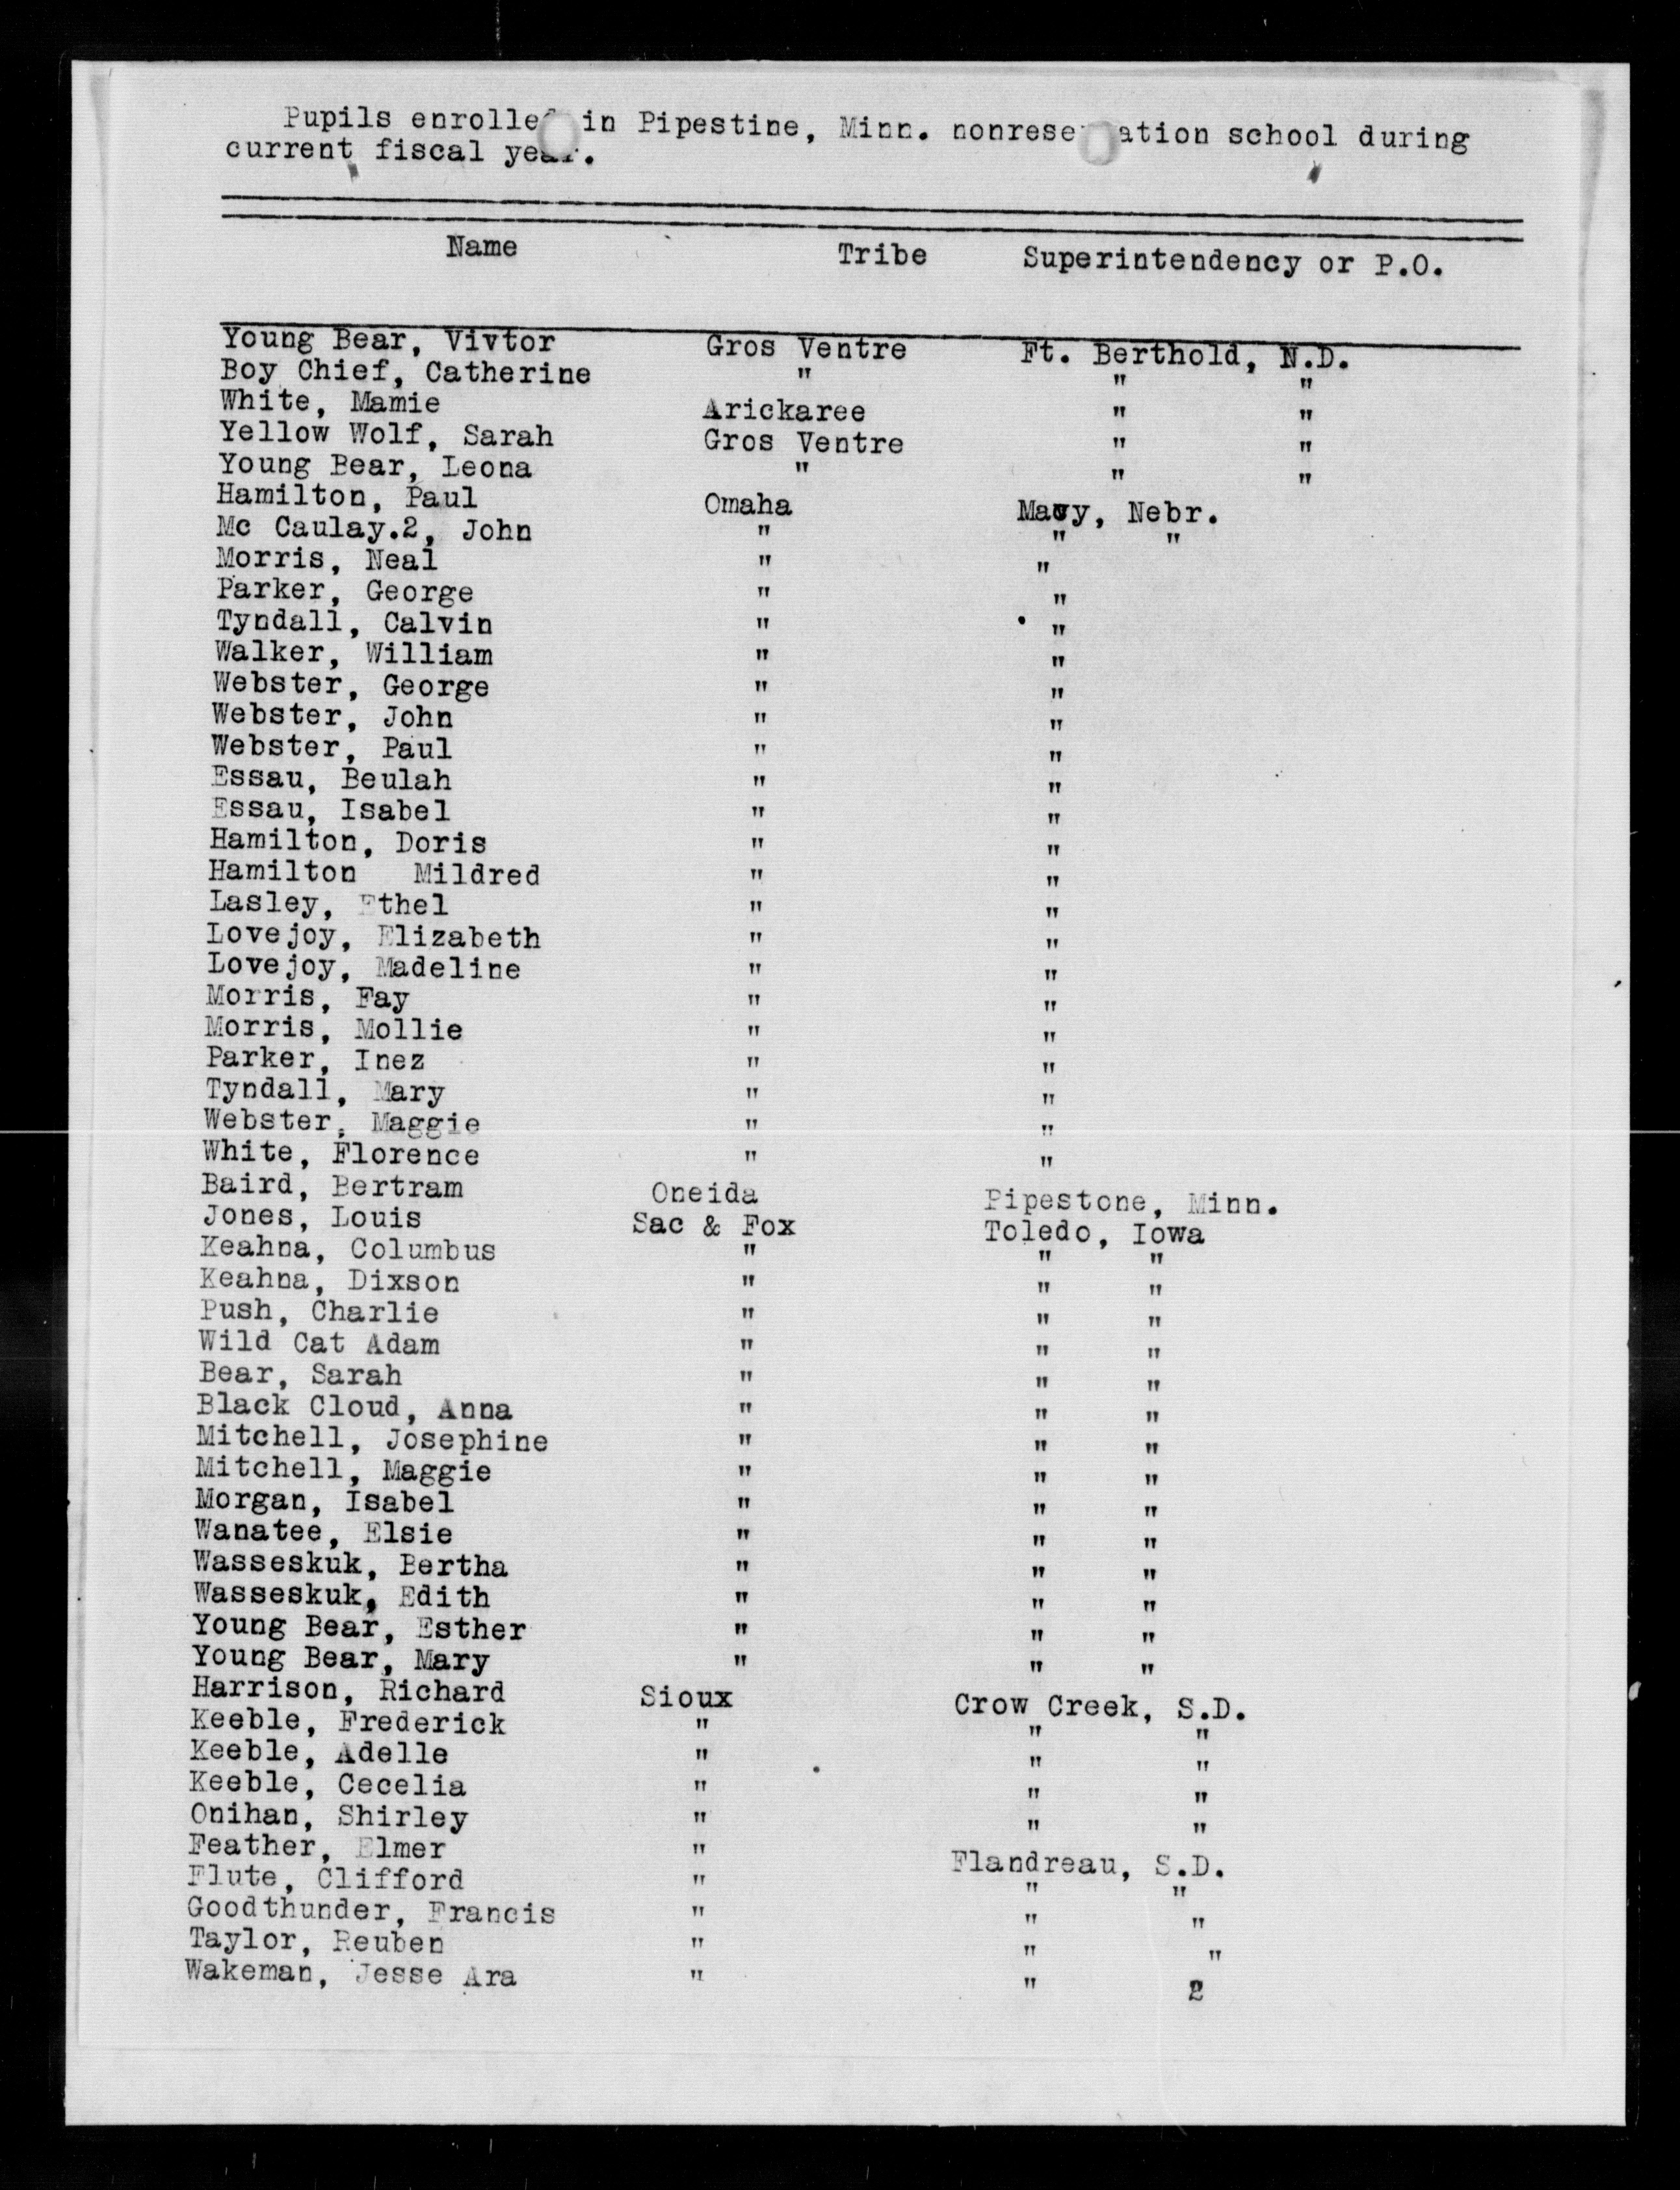 Pupils enrolled in Pipestine, Minn. nonreservation school during
current fiscal year.
Name Tribe Superintendency or P.O.
Young Bear, Vivtor Gros Ventre Ft. Berthold, N.D.
Boy Chief, Catherine " " "
White, Mamie Arickaree " "
Yellow Wolf, Sarah Gros Ventre " "
Young Bear, Leona " " "
Hamilton, Paul Omaha Macy, Nebr.
Mc Caulay.2, John " " "
Morris, Neal " "
Parker, George " "
Tyndall, Calvin " "
Walker, William " "
Webster, George " "
Webster, John " "
Webster, Paul " "
Essau, Beulah " "
Essau, Isabel " "
Hamilton, Doris " "
Hamilton Mildred " "
Lasley, Ethel " "
Lovejoy, Elizabeth " "
Lovejoy, Madeline " "
Morris, Fay " "
Morris, Mollie " "
Parker, Inez " "
Tyndall, Mary " "
Webster, Maggie " "
White, Florence " "
Baird, Bertram Oneida Pipestone, Minn.
Jones, Louis Sac & Fox Toledo, Iowa
Keahna, Columbus " " "
Keahna, Dixson " " "
Push, Charlie " " "
Wild Cat Adam " " "
Bear, Sarah " " "
Black Cloud, Anna " " "
Mitchell, Josephine " " "
Mitchell, Maggie " " "
Morgan, Isabel " " "
Wanatee, Elsie " " "
Wasseskuk, Bertha " " "
Wasseskuk, Edith " " "
Young Bear, Esther " " "
Young Bear, Mary " " "
Harrison, Richard Sioux Crow Creek, S.D.
Keeble, Frederick " " "
Keeble, Adelle " " "
Keeble, Cecelia " " "
Onihan, Shirley " " "
Feather, Elmer " Flandreau, S.D.
Flute, Clifford " " "
Goodthunder, Francis " " "
Taylor, Reuben " " "
Wakeman, Jesse Ara " " 2